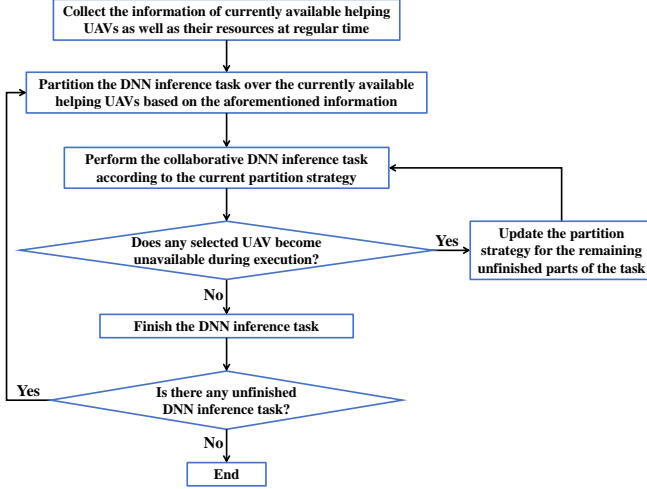 Collect the information of currently available helping
UAVs as well as their resources at regular time
Partition the DNN inference task over the currently available
helping UAVs based on the aforementioned information
Perform the collaborative DNN inference task
according to the current partition strategy
Does any selected UAV become
unavailable during execution?
Yes
Update the partition
strategy for the remaining
unfinished parts of the task
No
Finish the DNN inference task
Is there any unfinished
DNN inference task?
Yes
No
End